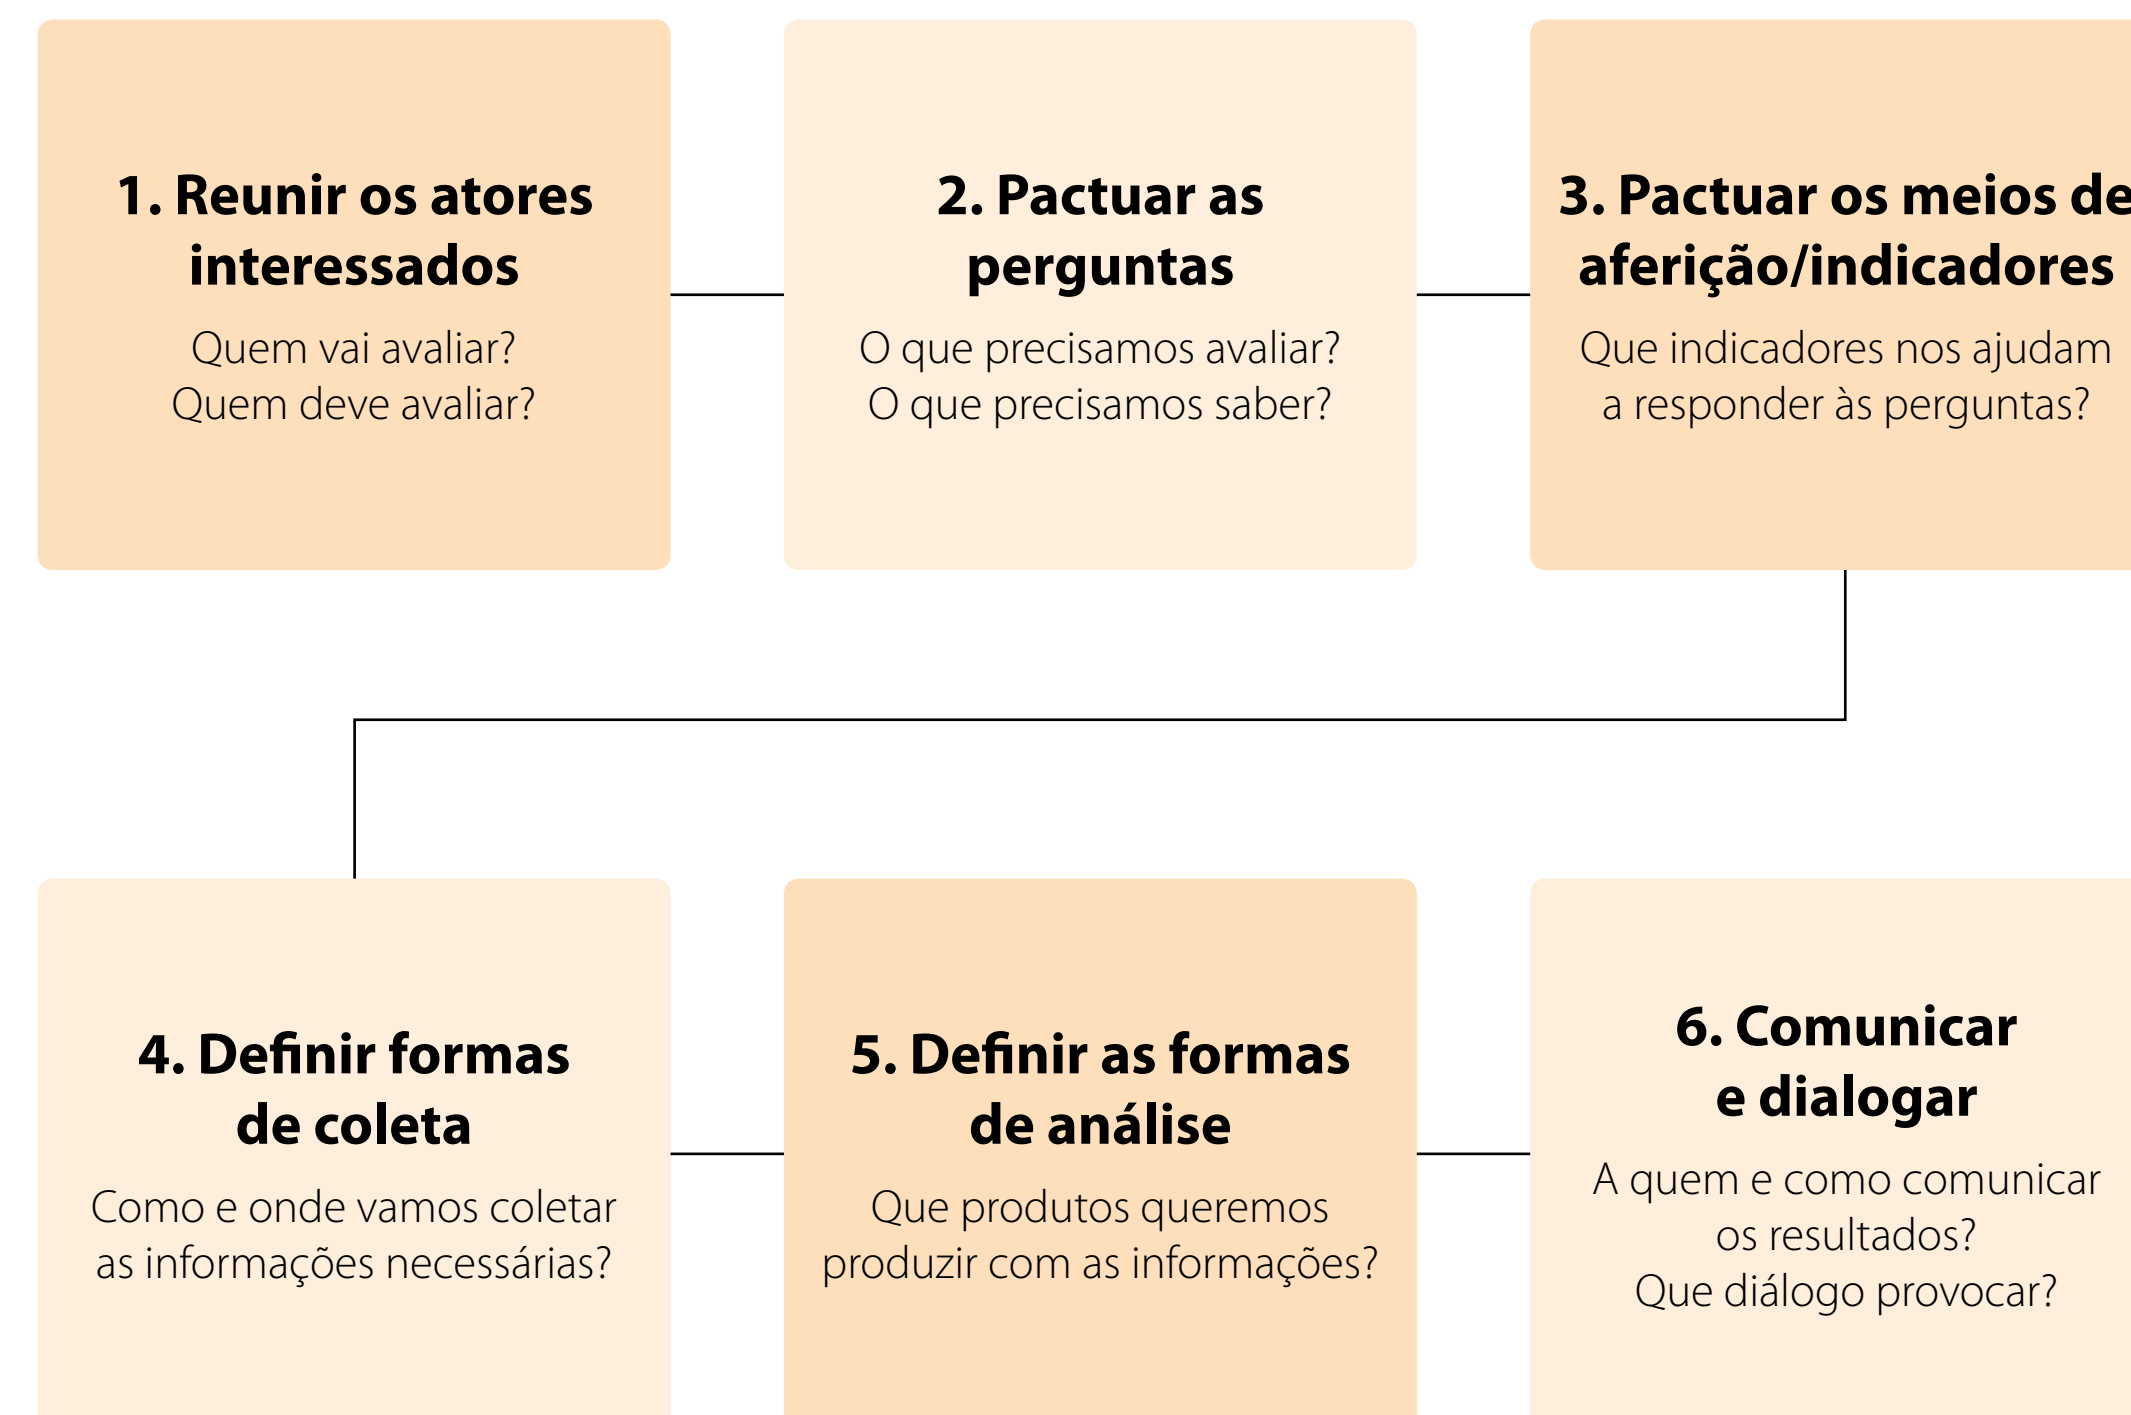 1. Reunir os atores
interessados
Quem vai avaliar?
Quem deve avaliar?
2. Pactuar as
perguntas
O que precisamos avaliar?
O que precisamos saber?
3. Pactuar os meios de
aferição/indicadores
Que indicadores nos ajudam
a responder às perguntas?
4. Definir formas
de coleta
Como e onde vamos coletar
as informações necessárias?
5. Definir as formas
de análise
Que produtos queremos
produzir com as informações?
6. Comunicar
e dialogar
A quem e como comunicar
os resultados?
Que diálogo provocar?